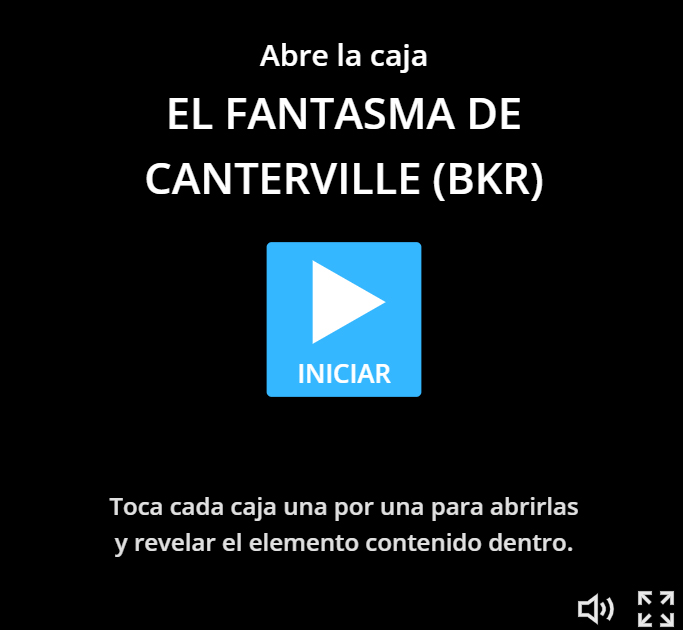 Abre la caja
EL FANTASMA DE
CANTERVILLE (BKR)
INICIAR
Toca cada caja una por una para abrirlas
y revelar el elemento contenido dentro.